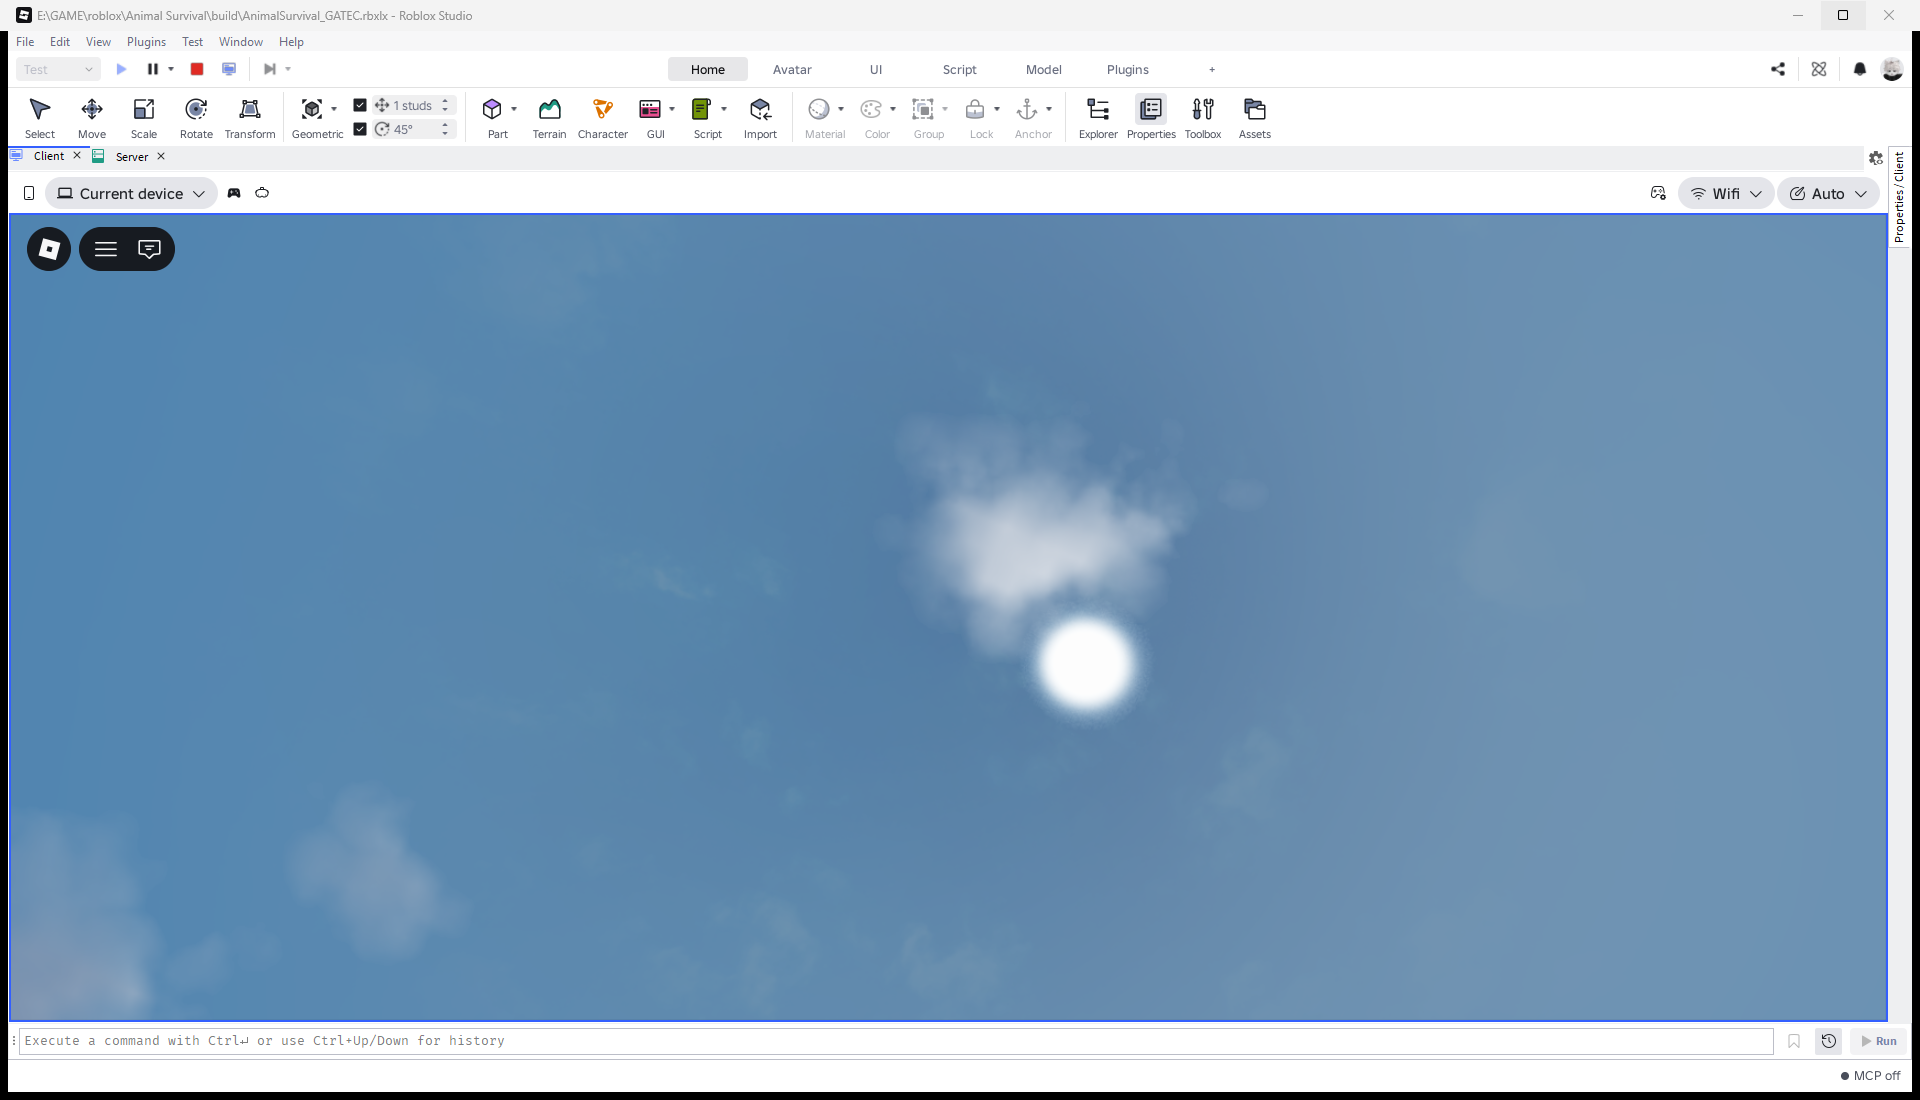 E:\GAME\roblox\Animal Survival\build\AnimalSurvival_GATEC.rbxlx - Roblox Studio
File Edit View Plugins Test Window Help
Test Home Avatar UI Script Model Plugins +
1 studs
45°
Select Move Scale Rotate Transform Geometric Part Terrain Character GUI Script Import Material Color Group Lock Anchor Explorer Properties Toolbox Assets
Client Server
Properties / Client
Current device Wifi Auto
Execute a command with Ctrl↵ or use Ctrl+Up/Down for history Run
MCP off